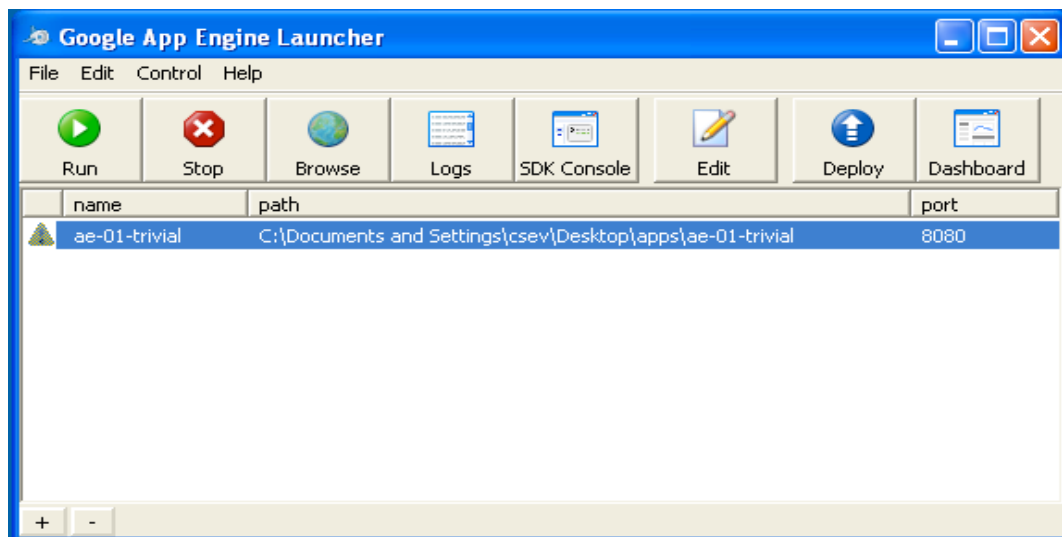 Google App Engine Launcher
File Edit Control Help
Run Stop Browse Logs SDK Console Edit Deploy Dashboard
name path port
ae-01-trivial C:\Documents and Settings\csev\Desktop\apps\ae-01-trivial 8080
+ -